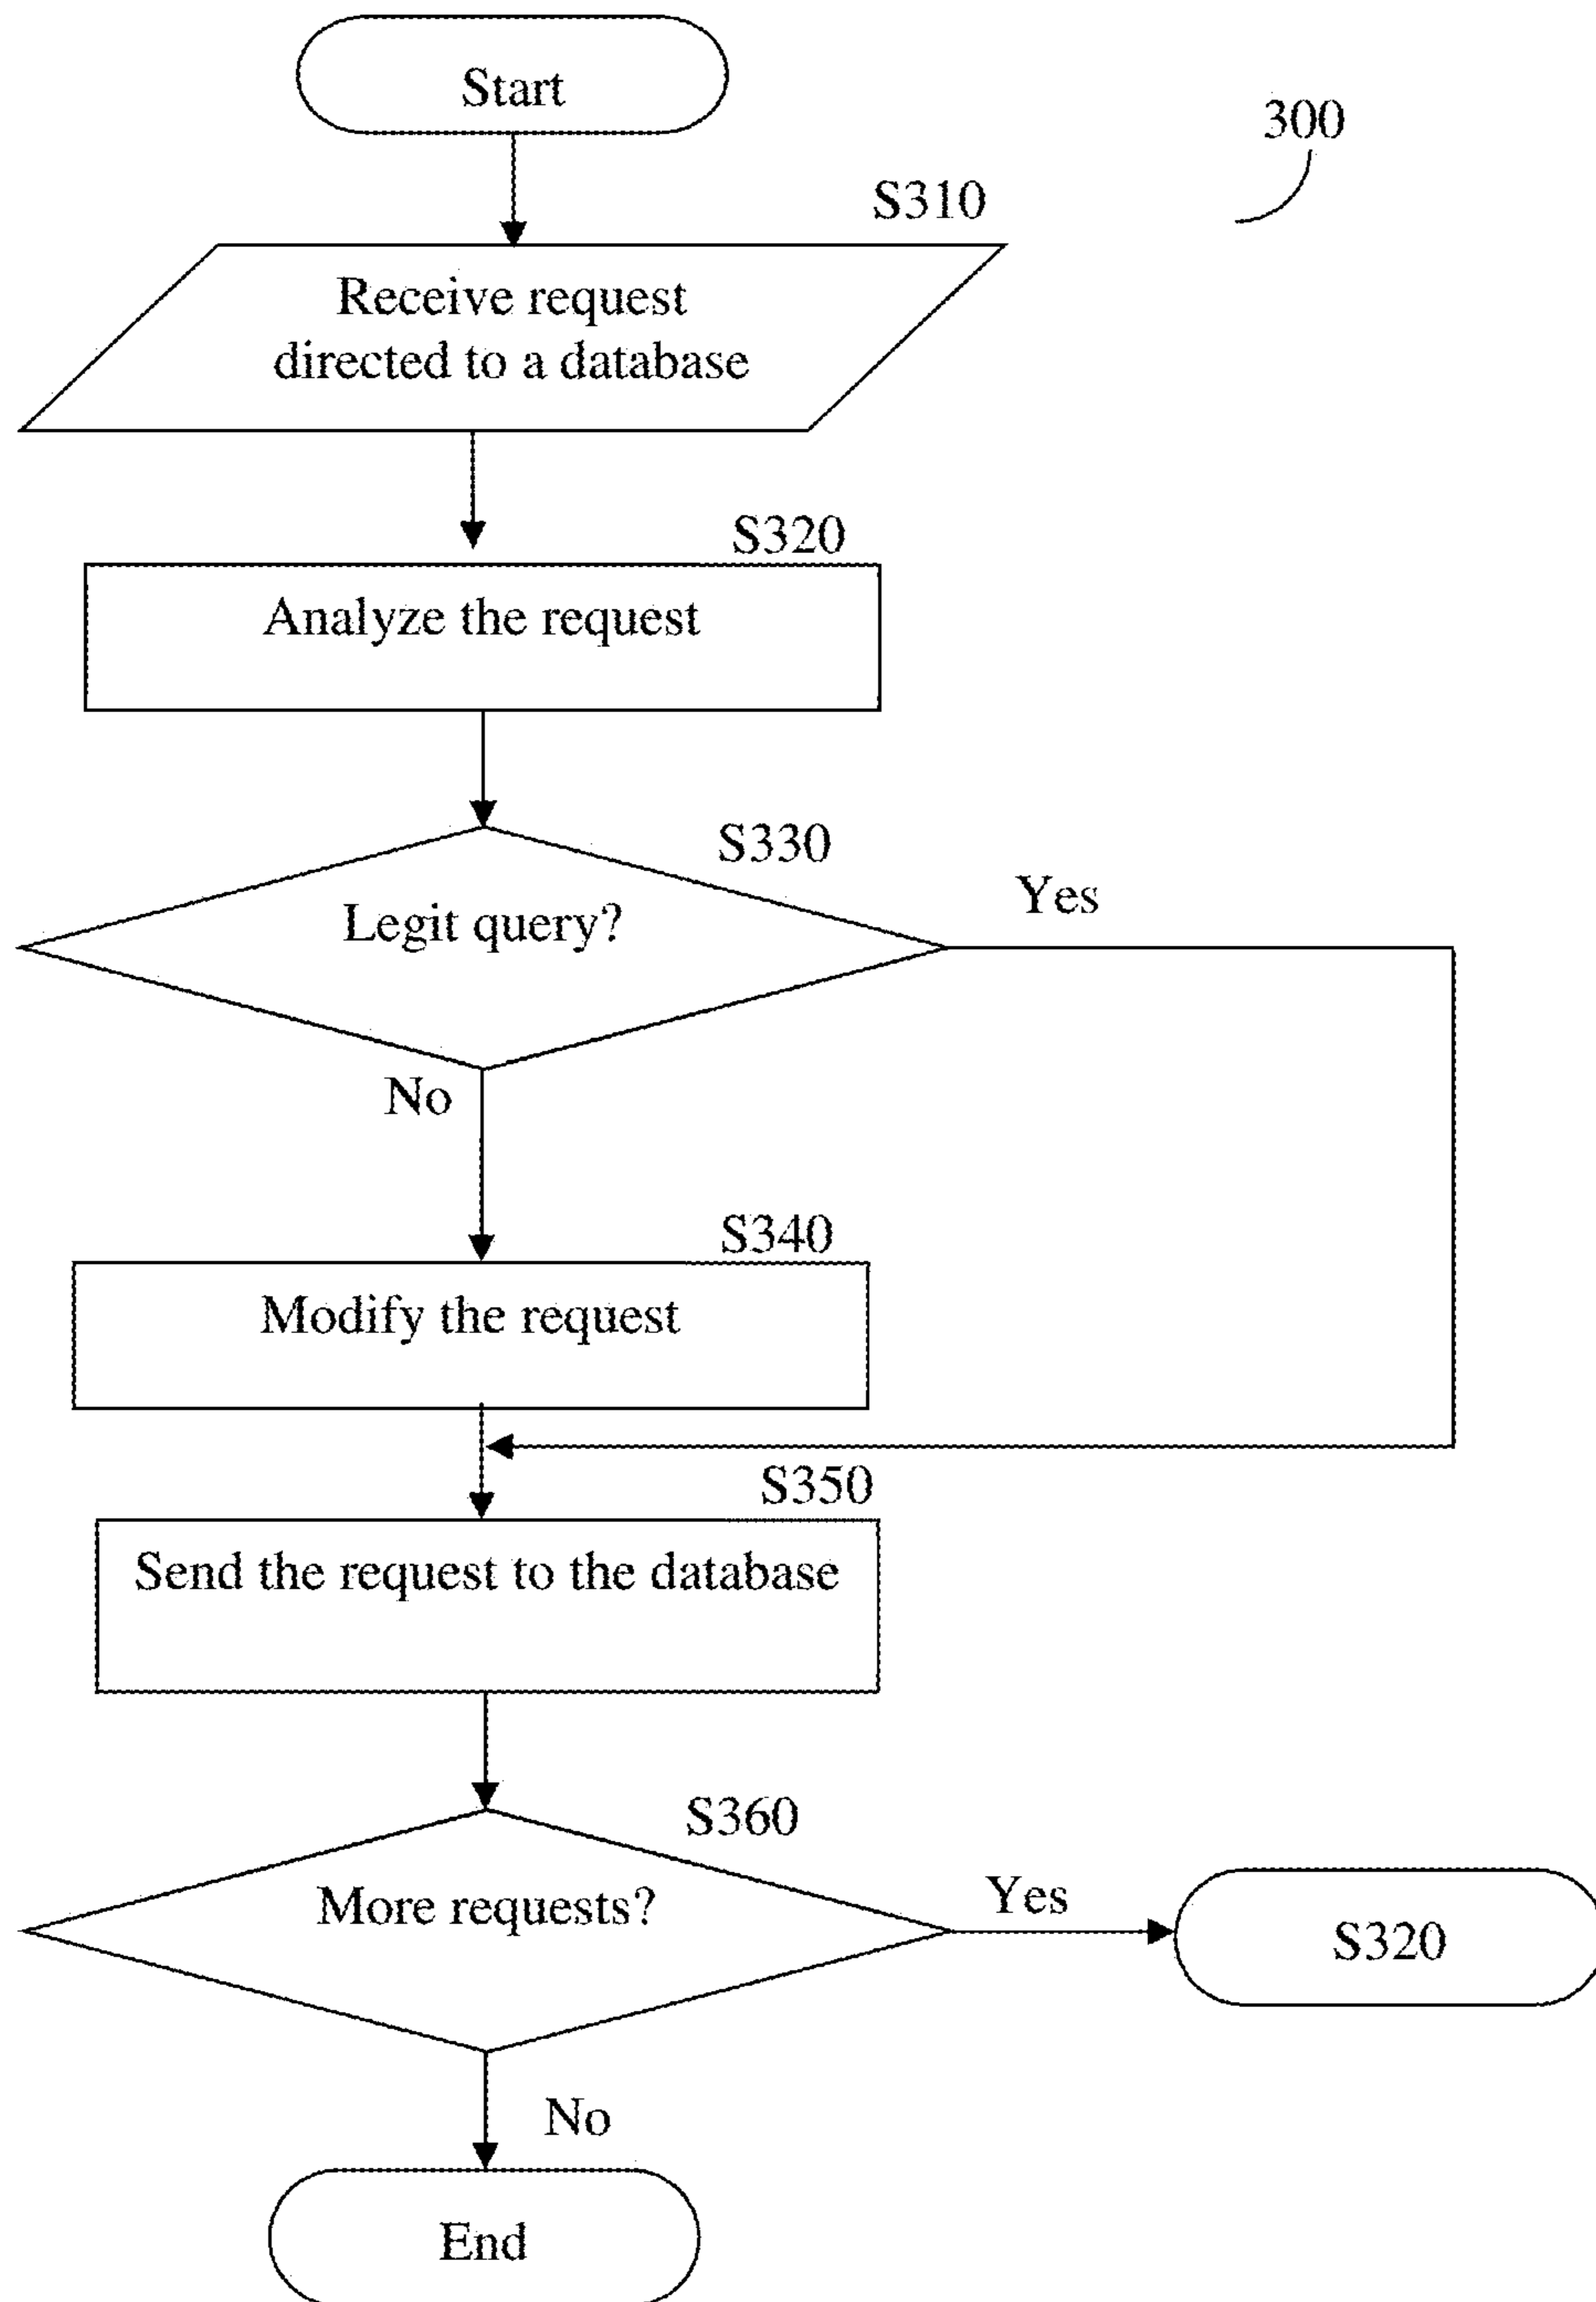 Start
300
S310
Receive request
directed to a database
S320
Analyze the request
S330
Legit query?
Yes
No
S340
Modify the request
S350
Send the request to the database
S360
More requests?
Yes
S320
No
End